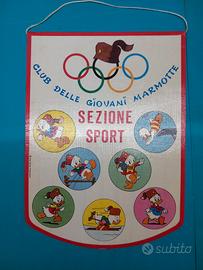 CLUB DELLE GIOVANI MARMOTTE
SEZIONE
SPORT
subito